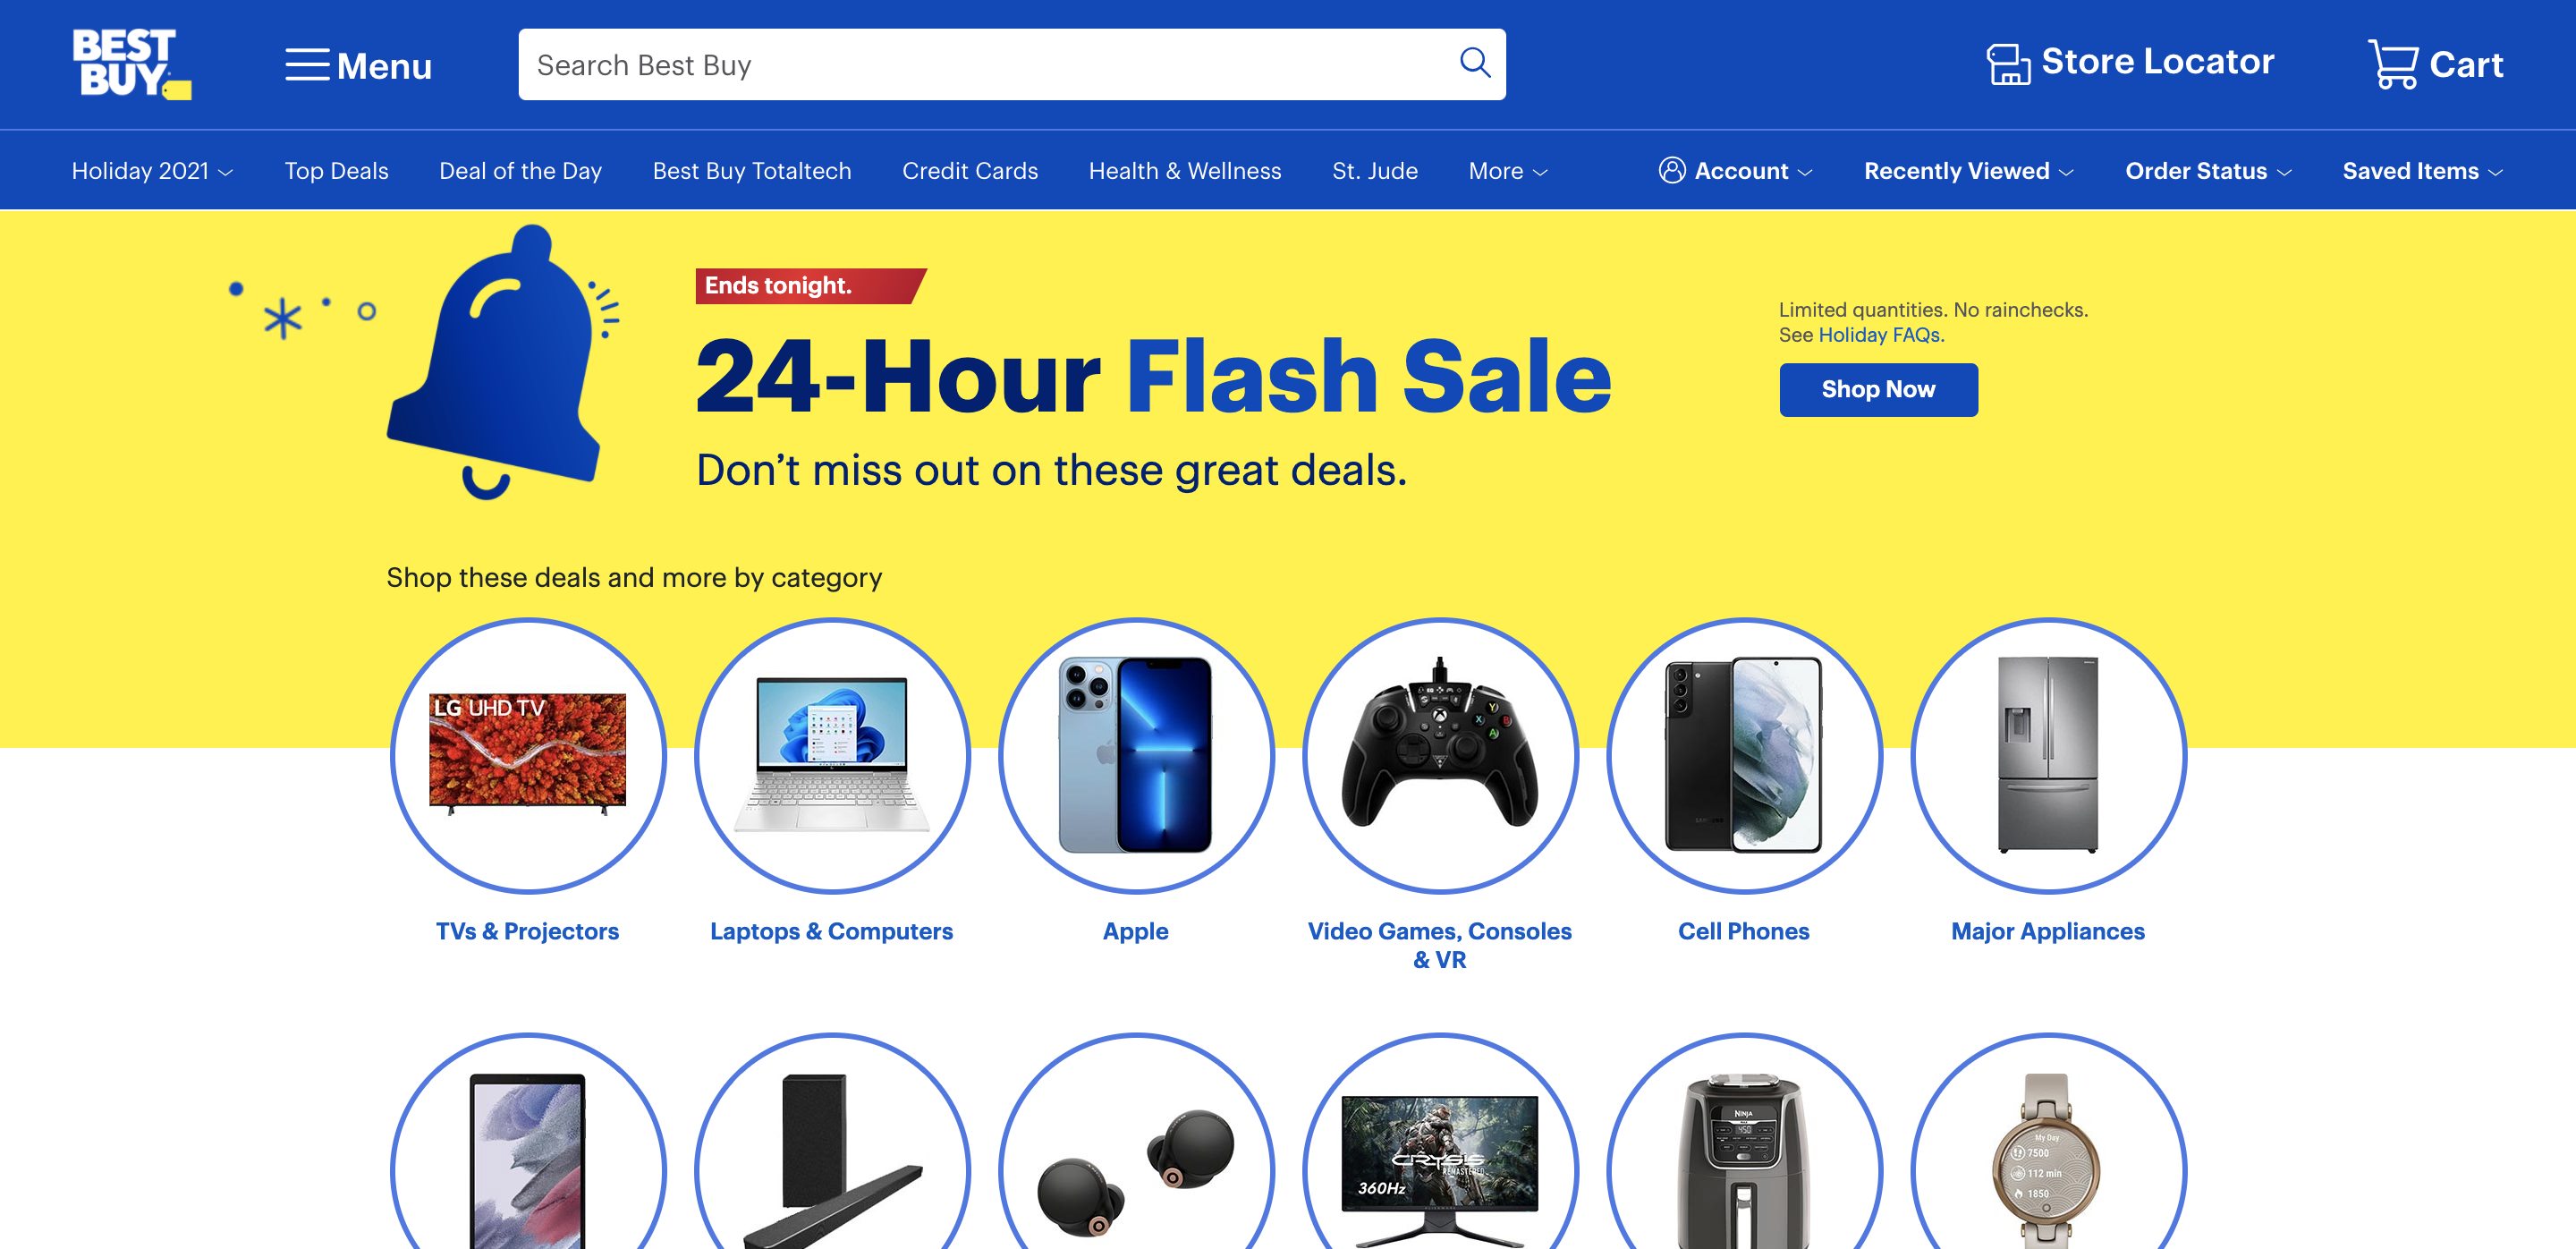 BEST
BUY
Menu
Search Best Buy
Store Locator
Cart
Holiday 2021
Top Deals
Deal of the Day
Best Buy Totaltech
Credit Cards
Health & Wellness
St. Jude
More
Account
Recently Viewed
Order Status
Saved Items
Ends tonight.
24-Hour Flash Sale
Don’t miss out on these great deals.
Limited quantities. No rainchecks.
See Holiday FAQs.
Shop Now
Shop these deals and more by category
LG UHD TV
Y
X
B
A
SAMSUNG
TVs & Projectors
Laptops & Computers
Apple
Video Games, Consoles
& VR
Cell Phones
Major Appliances
CRYSIS
REMASTERED
360Hz
ALIENWARE
NINJA
450
My Day
7500
112 min
1850